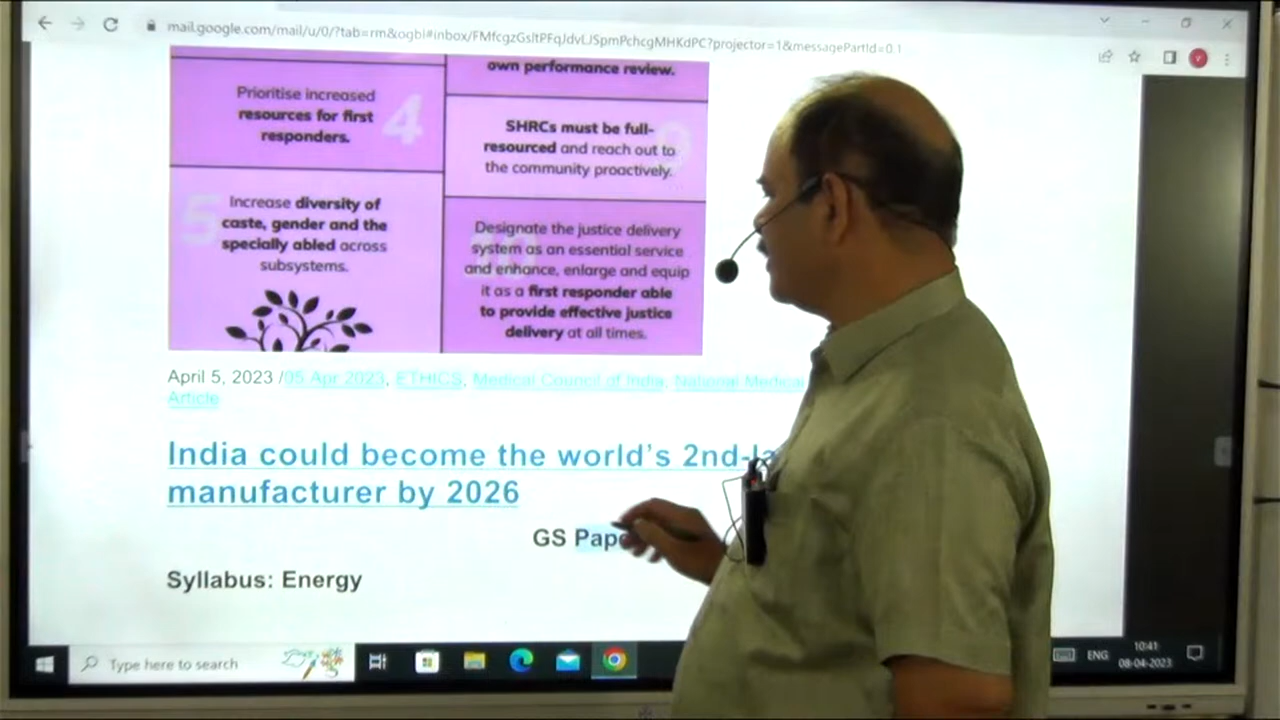 mail.google.com/mail/u/0/?tab=rm&ogbl#inbox/FMfcgzGsltPFqJdvLJSpmPchcgMHKdPC?projector=1&messagePartId=0.1
Prioritise increased
resources for first
responders.
4
Increase diversity of
caste, gender and the
specially abled across
subsystems.
5
own performance review.
SHRCs must be full-
resourced and reach out to
the community proactively.
9
Designate the justice delivery
system as an essential service
and enhance, enlarge and equip
it as a first responder able
to provide effective justice
delivery at all times.
10
April 5, 2023 /05 Apr 2023, ETHICS, Medical Council of India, National Medical
Article
India could become the world's 2nd-la
manufacturer by 2026
GS Pape
Syllabus: Energy
Type here to search
ENG
10:41
08-04-2023